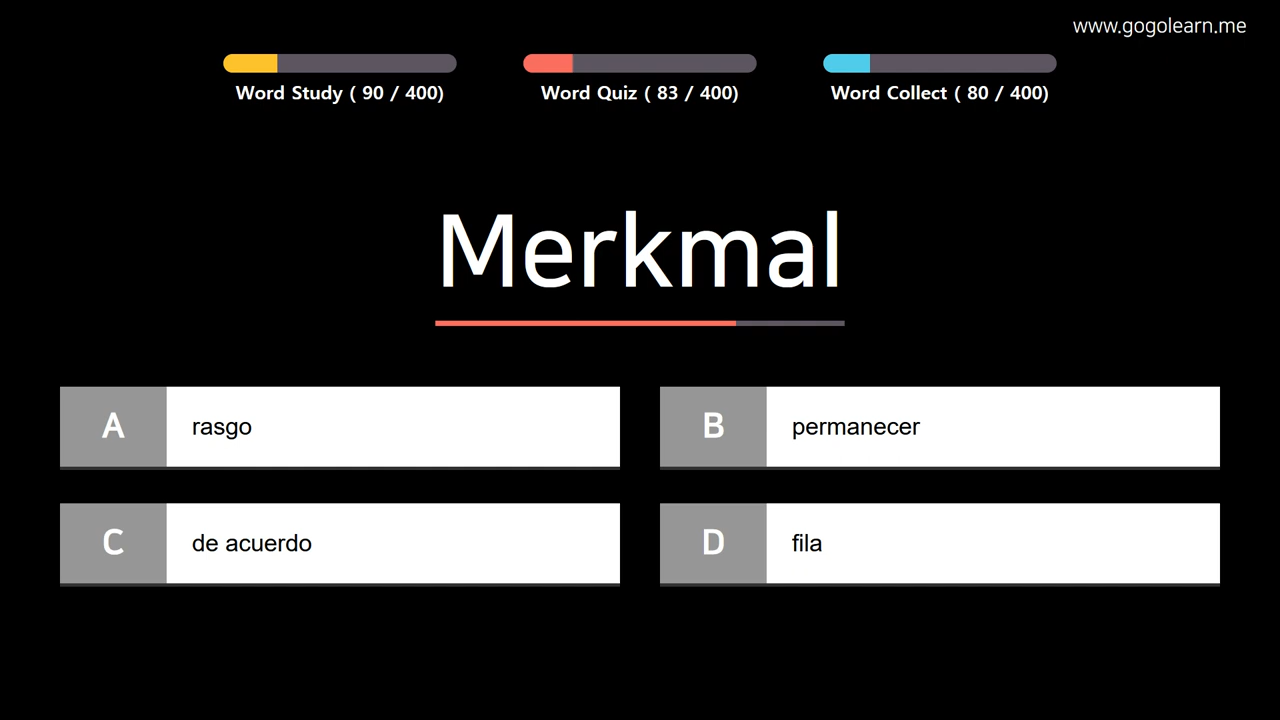 www.gogolearn.me
Word Study ( 90 / 400)
Word Quiz ( 83 / 400)
Word Collect ( 80 / 400)
Merkmal
A rasgo
B permanecer
C de acuerdo
D fila